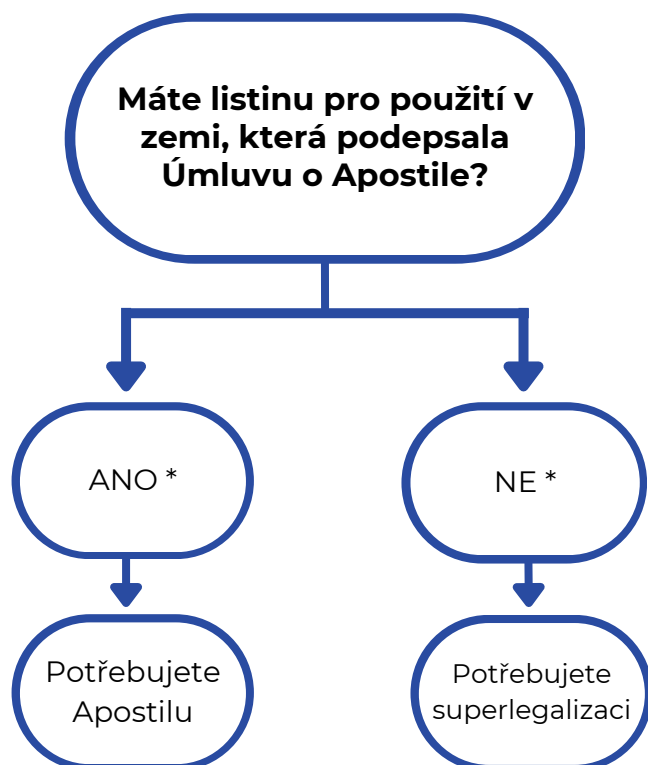 Máte listinu pro použití v
zemi, která podepsala
Úmluvu o Apostile?
ANO *
NE *
Potřebujete
Apostilu
Potřebujete
superlegalizaci